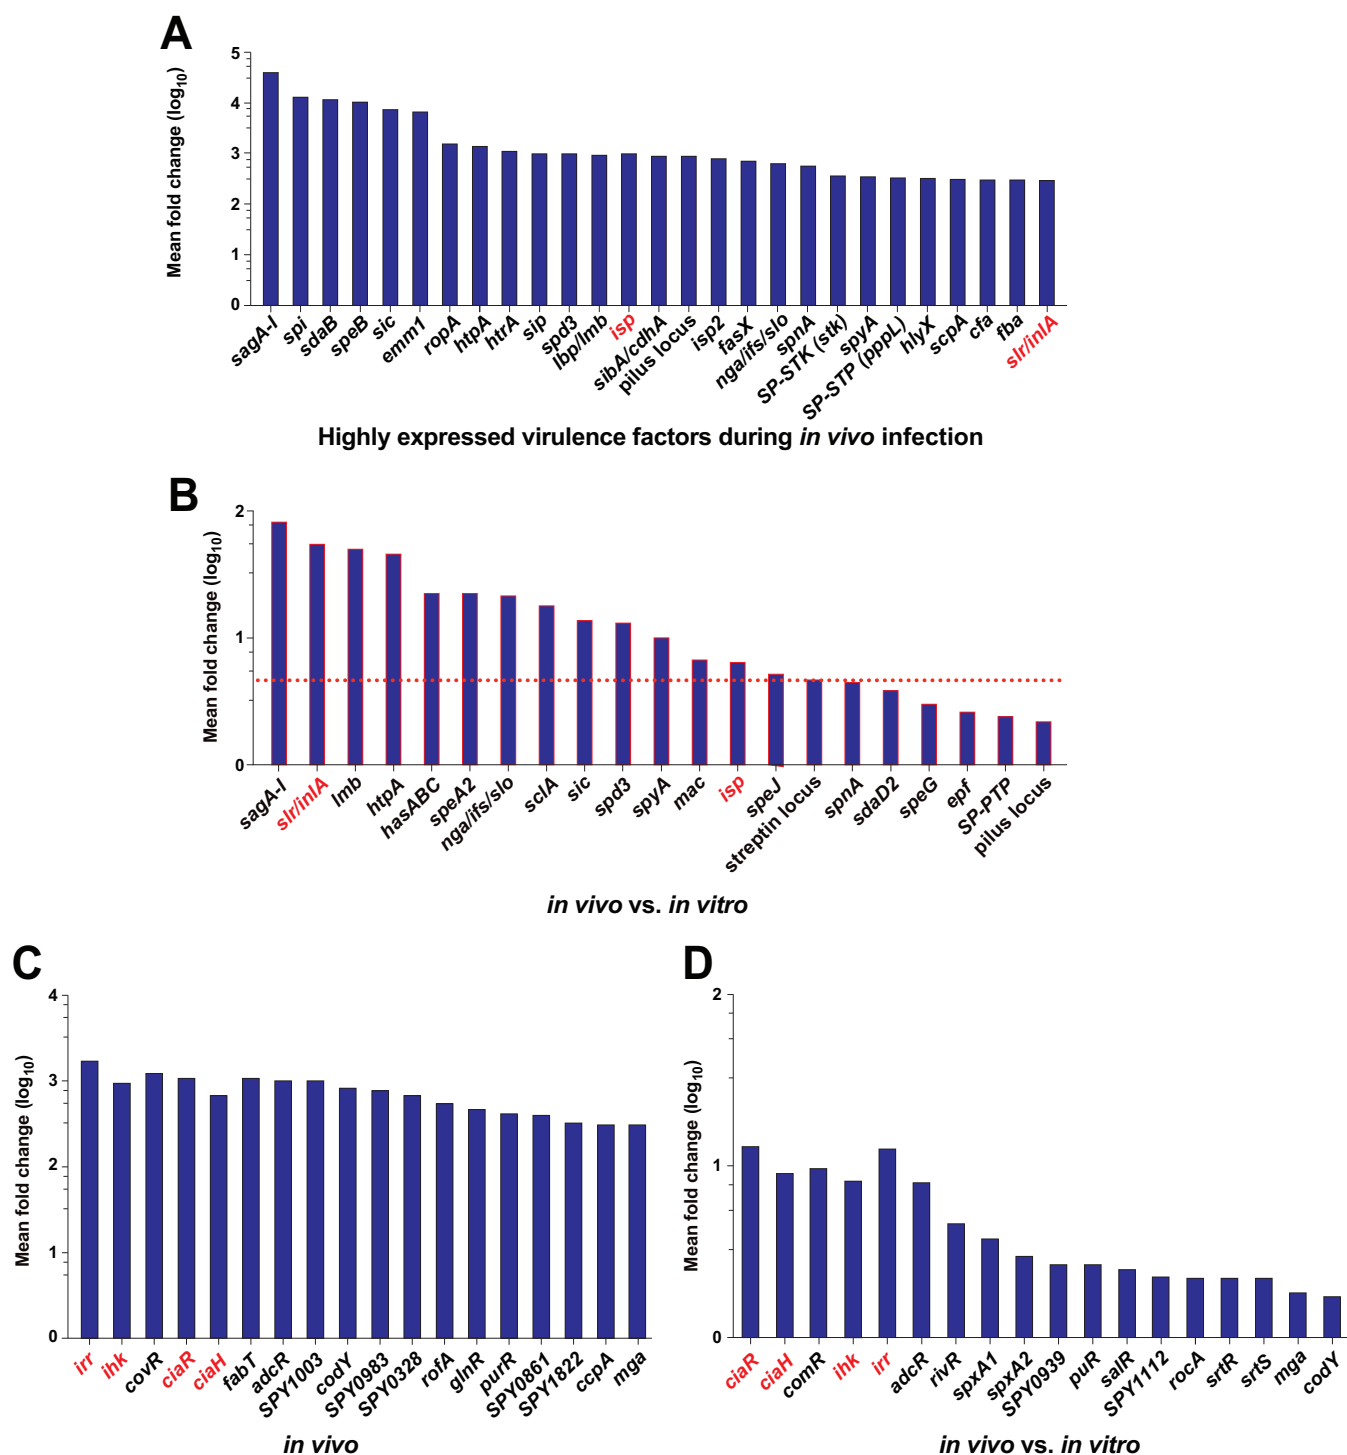 A
Mean fold change (log10)
5
4
3
2
1
0
sagA-I
spi
sdaB
speB
sic
emm1
ropA
htpA
htrA
sip
spd3
lbp/lmb
isp
sibA/cdhA
pilus locus
isp2
fasX
nga/ifs/slo
spnA
SP-STK (stk)
spyA
SP-STP (pppL)
hlyX
scpA
cfa
fba
slr/inlA
Highly expressed virulence factors during in vivo infection
B
Mean fold change (log10)
2
1
0
sagA-I
slr/inlA
lmb
htpA
hasABC
speA2
nga/ifs/slo
sclA
sic
spd3
spyA
mac
isp
speJ
streptin locus
spnA
sdaD2
speG
epf
SP-PTP
pilus locus
in vivo vs. in vitro
C
Mean fold change (log10)
4
3
2
1
0
irr
ihk
covR
ciaR
ciaH
fabT
adcR
SPY1003
codY
SPY0983
SPY0328
rofA
glnR
purR
SPY0861
SPY1822
ccpA
mga
in vivo
D
Mean fold change (log10)
2
1
0
ciaR
ciaH
comR
ihk
irr
adcR
rivR
spxA1
spxA2
SPY0939
puR
salR
SPY1112
rocA
srtR
srtS
mga
codY
in vivo vs. in vitro